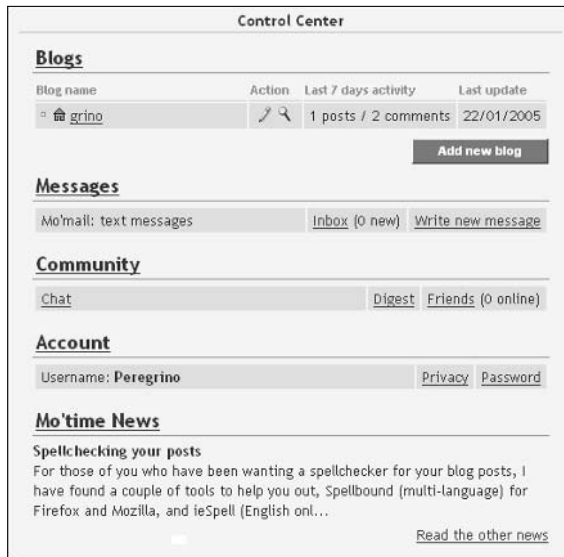 Control Center
Blogs
Blog name Action Last 7 days activity Last update
grino 1 posts / 2 comments 22/01/2005
Add new blog
Messages
Mo'mail: text messages Inbox (0 new) Write new message
Community
Chat Digest Friends (0 online)
Account
Username: Peregrino Privacy Password
Mo'time News
Spellchecking your posts
For those of you who have been wanting a spellchecker for your blog posts, I
have found a couple of tools to help you out, Spellbound (multi-language) for
Firefox and Mozilla, and ieSpell (English onl...
Read the other news